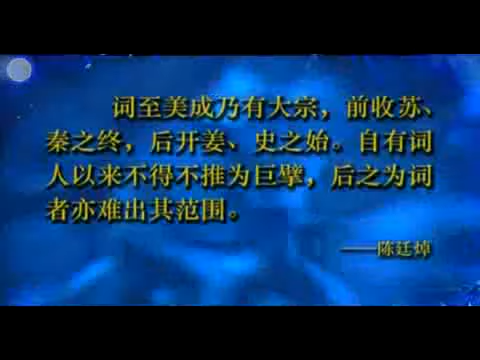 词至美成乃有大宗，前收苏、
秦之终，后开姜、史之始。自有词
人以来不得不推为巨擘，后之为词
者亦难出其范围。
——陈廷焯